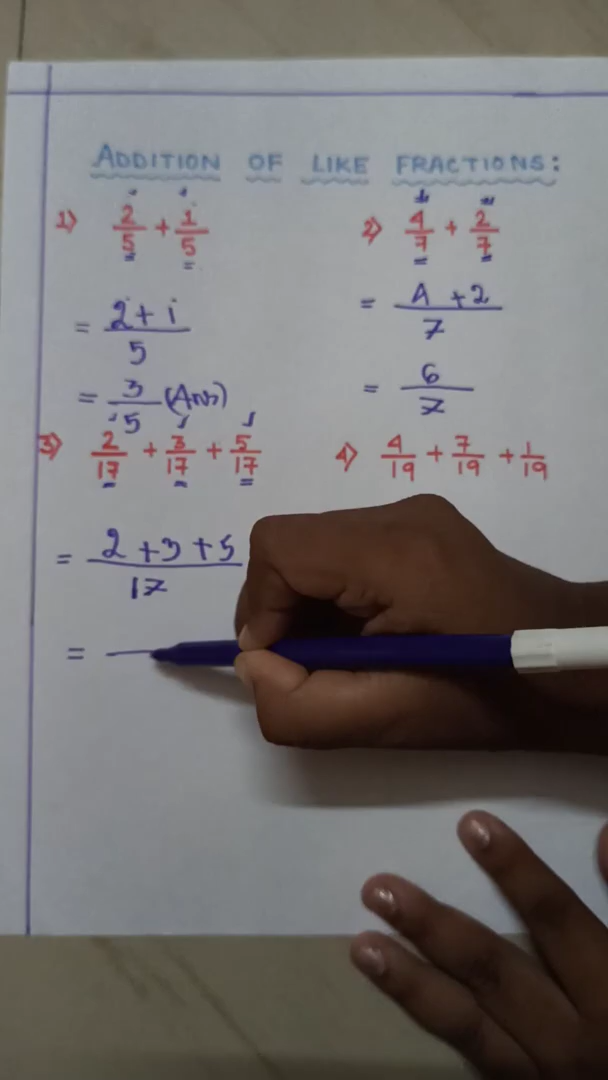 ADDITION OF LIKE FRACTIONS:
1) 2/5 + 1/5
= 2+1/5
= 3/5 (Ans)
2) 4/7 + 2/7
= 4+2/7
= 6/7
3) 2/17 + 3/17 + 5/17
= 2+3+5/17
=
4) 4/19 + 7/19 + 1/19